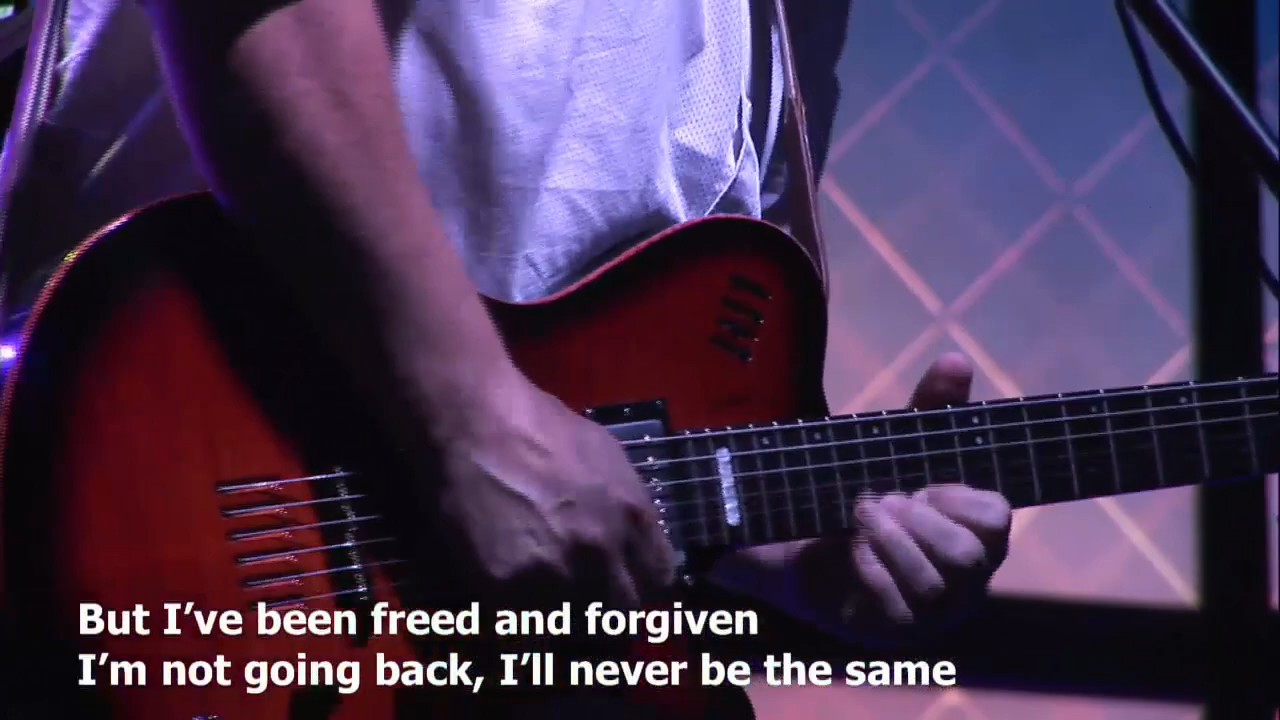 But I’ve been freed and forgiven
I’m not going back, I’ll never be the same